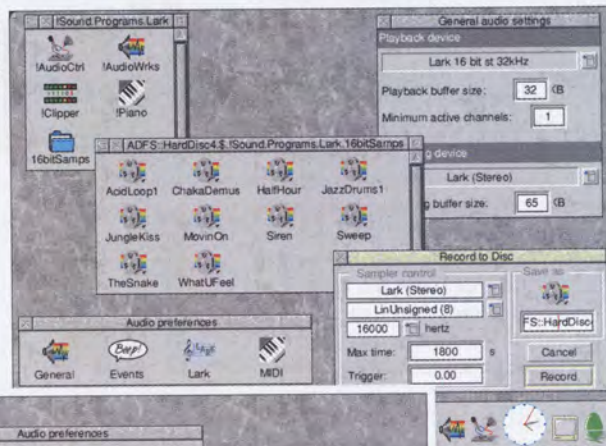 !Sound.Programs.Lark
!AudioCtrl !AudioWrks
!Clipper !Piano
16bitSamps
General audio settings
Playback device
Lark 16 bit st 32kHz
Playback buffer size: 32 KB
Minimum active channels: 1
g device
Lark (Stereo)
g buffer size: 65 KB
ADFS::HardDisc4.$.!Sound.Programs.Lark.16bitSamps
AcidLoop1 ChakaDemus HalfHour JazzDrums1
JungleKiss MovinOn Siren Sweep
TheSnake WhatUFeel
Record to Disc
Sampler control
Save as
Lark (Stereo)
LinUnsigned (8)
16000 hertz
FS::HardDisc
Max time: 1800 s
Cancel
Trigger: 0.00
Record
Audio preferences
Beep!
General Events Lark MIDI
Audio preferences